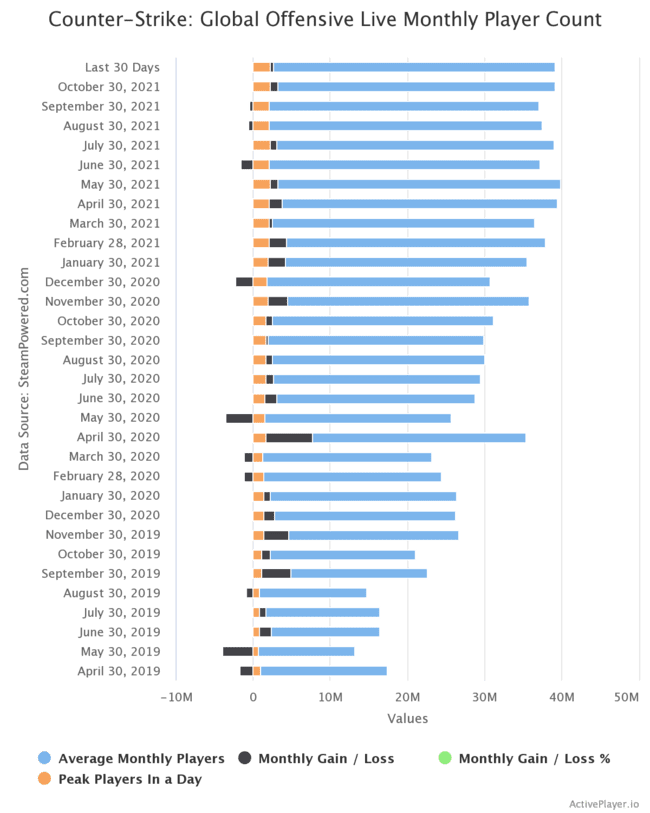 Counter-Strike: Global Offensive Live Monthly Player Count
Data Source: SteamPowered.com
Last 30 Days
October 30, 2021
September 30, 2021
August 30, 2021
July 30, 2021
June 30, 2021
May 30, 2021
April 30, 2021
March 30, 2021
February 28, 2021
January 30, 2021
December 30, 2020
November 30, 2020
October 30, 2020
September 30, 2020
August 30, 2020
July 30, 2020
June 30, 2020
May 30, 2020
April 30, 2020
March 30, 2020
February 28, 2020
January 30, 2020
December 30, 2020
November 30, 2019
October 30, 2019
September 30, 2019
August 30, 2019
July 30, 2019
June 30, 2019
May 30, 2019
April 30, 2019
-10M 0 10M 20M 30M 40M 50M
Values
Average Monthly Players Monthly Gain / Loss Monthly Gain / Loss %
Peak Players In a Day
ActivePlayer.io